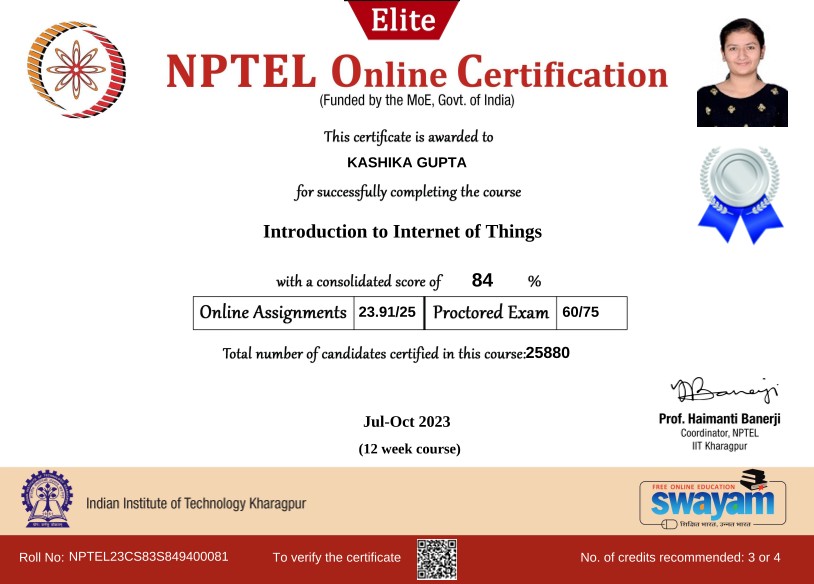 Elite
NPTEL Online Certification
(Funded by the MoE, Govt. of India)
This certificate is awarded to
KASHIKA GUPTA
for successfully completing the course
Introduction to Internet of Things
with a consolidated score of 84 %
Online Assignments 23.91/25 Proctored Exam 60/75
Total number of candidates certified in this course:25880
Prof. Haimanti Banerji
Coordinator, NPTEL
IIT Kharagpur
Jul-Oct 2023
(12 week course)
Indian Institute of Technology Kharagpur
FREE ONLINE EDUCATION
swayam
शिक्षित भारत, उन्नत भारत
Roll No: NPTEL23CS83S849400081 To verify the certificate No. of credits recommended: 3 or 4